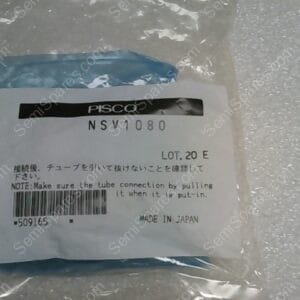 PISCO
NSV1080
LOT. 20 E
接続後、チューブを引いて抜けないことを確認して
下さい。
NOTE:Make sure the tube connection by pulling
it when it is put-in.
*509165 *
MADE IN JAPAN